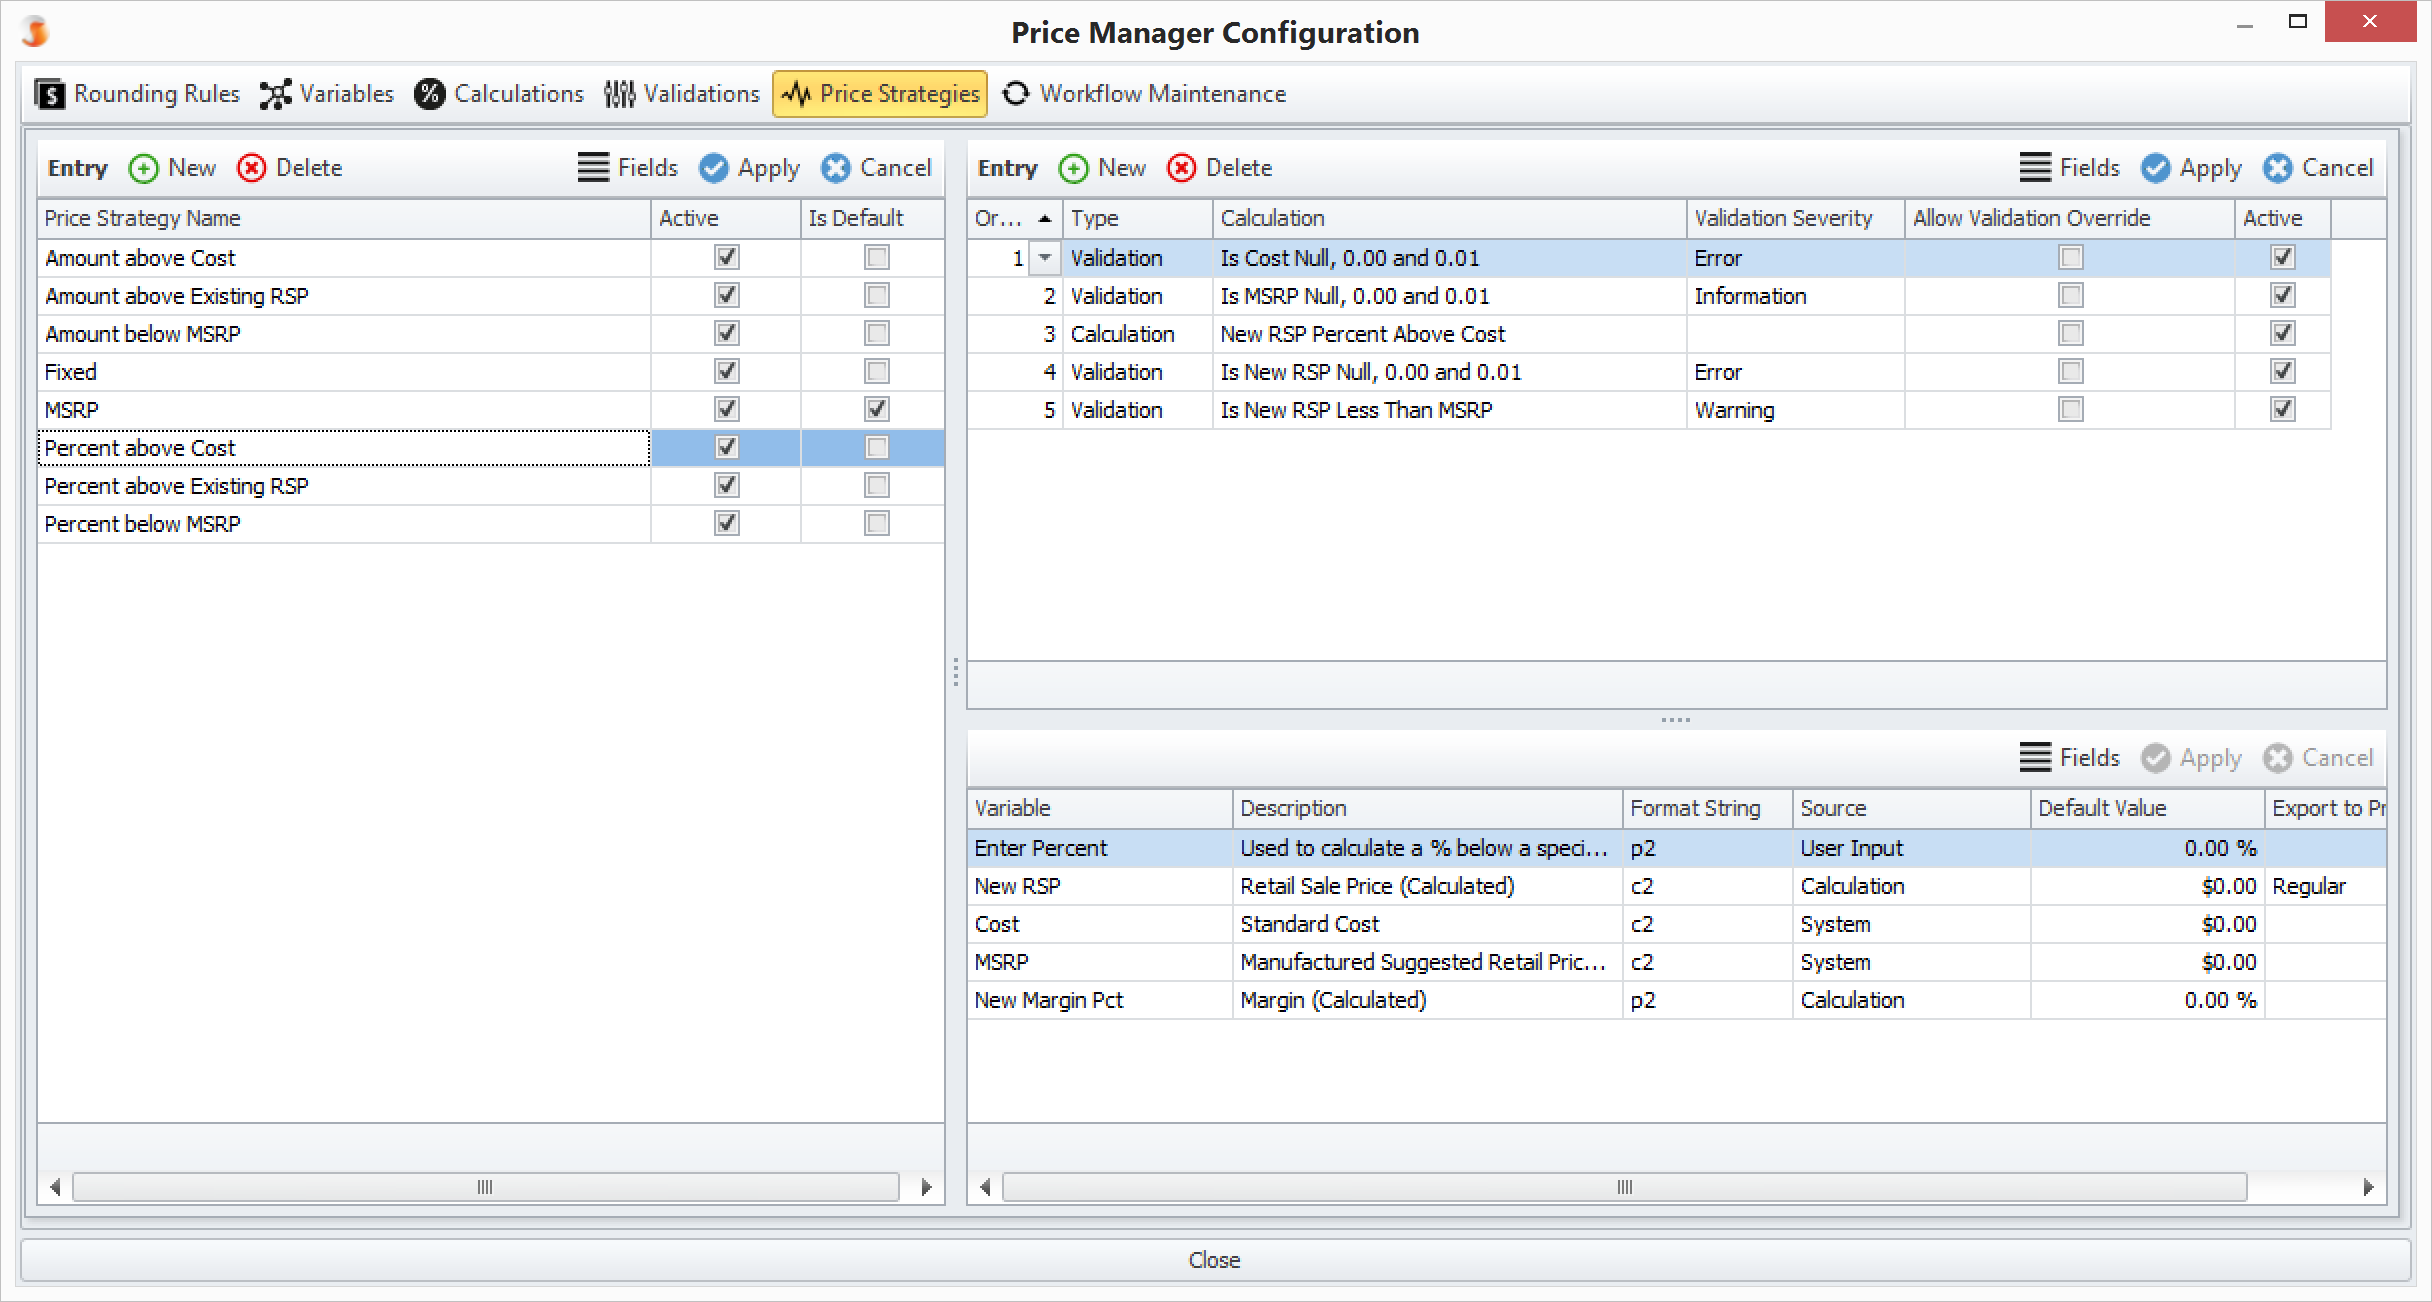 Price Manager Configuration
Rounding Rules Variables Calculations Validations Price Strategies Workflow Maintenance
Entry New Delete Fields Apply Cancel
Price Strategy Name Active Is Default
Amount above Cost
Amount above Existing RSP
Amount below MSRP
Fixed
MSRP
Percent above Cost
Percent above Existing RSP
Percent below MSRP
Entry New Delete Fields Apply Cancel
Or... Type Calculation Validation Severity Allow Validation Override Active
1 Validation Is Cost Null, 0.00 and 0.01 Error
2 Validation Is MSRP Null, 0.00 and 0.01 Information
3 Calculation New RSP Percent Above Cost
4 Validation Is New RSP Null, 0.00 and 0.01 Error
5 Validation Is New RSP Less Than MSRP Warning
Fields Apply Cancel
Variable Description Format String Source Default Value Export to Pr
Enter Percent Used to calculate a % below a speci... p2 User Input 0.00 %
New RSP Retail Sale Price (Calculated) c2 Calculation $0.00 Regular
Cost Standard Cost c2 System $0.00
MSRP Manufactured Suggested Retail Pric... c2 System $0.00
New Margin Pct Margin (Calculated) p2 Calculation 0.00 %
Close